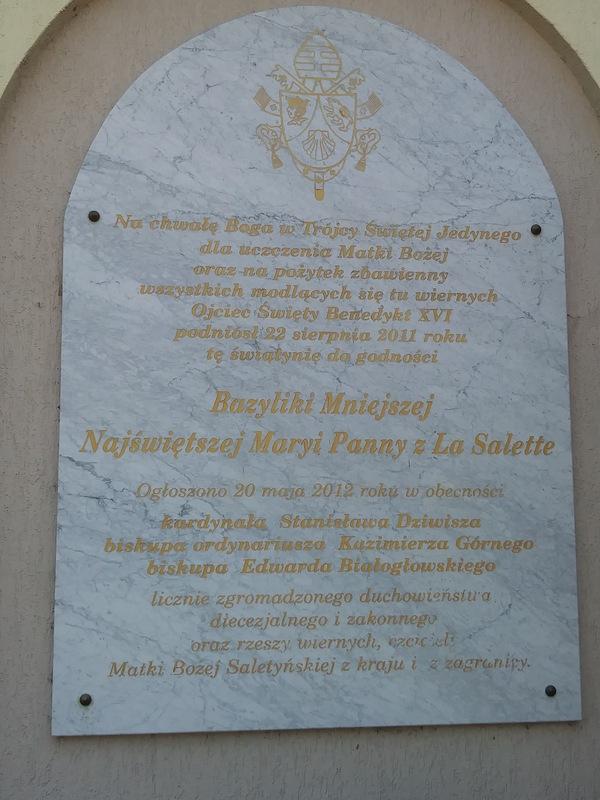 Na chwałę Boga w Trójcy Świętej Jedynego
dla uczczenia Matki Bożej
oraz na pożytek zbawienny
wszystkich modlących się tu wiernych
Ojciec Święty Benedykt XVI
podniósł 22 sierpnia 2011 roku
tę świątynię do godności
Bazyliki Mniejszej
Najświętszej Maryi Panny z La Salette
Ogłoszono 20 maja 2012 roku w obecności
kardynała Stanisława Dziwisza
biskupa ordynariusza Kazimierza Górnego
biskupa Edwarda Białogłowskiego
licznie zgromadzonego duchowieństwa
diecezjalnego i zakonnego
oraz rzeszy wiernych,
Matki Bożej Saletyńskiej z kraju i z zagranicy.